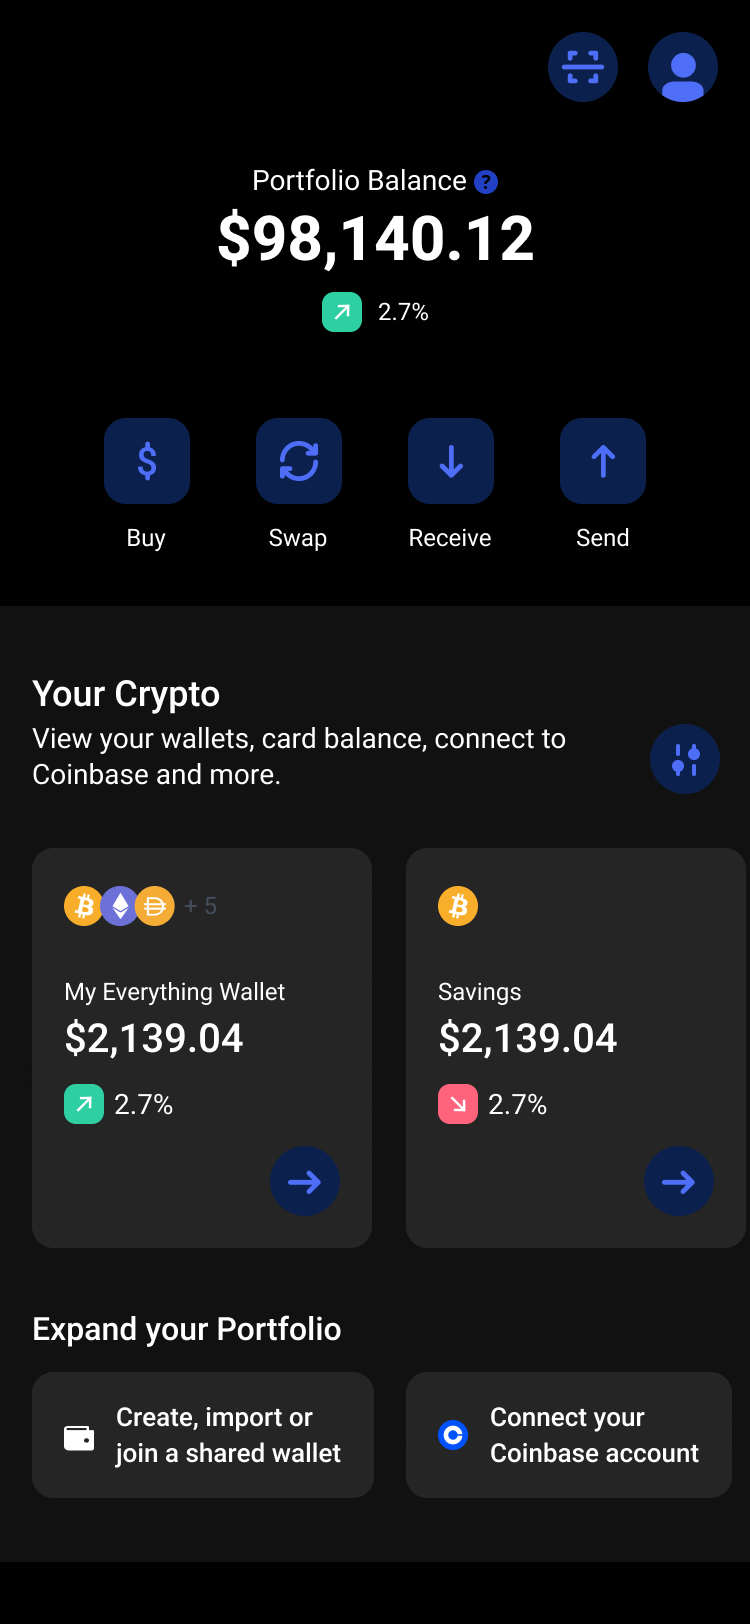 Portfolio Balance ?
$98,140.12
2.7%
Buy
Swap
Receive
Send
Your Crypto
View your wallets, card balance, connect to
Coinbase and more.
+ 5
My Everything Wallet
$2,139.04
2.7%
Savings
$2,139.04
2.7%
Expand your Portfolio
Create, import or
join a shared wallet
Connect your
Coinbase account